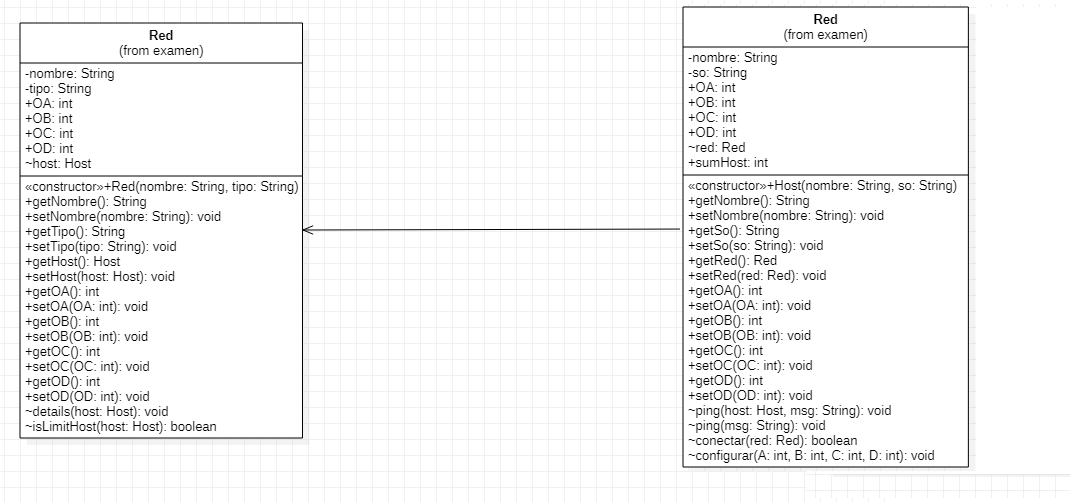 Red
(from examen)
-nombre: String
-tipo: String
+OA: int
+OB: int
+OC: int
+OD: int
~host: Host
«constructor»+Red(nombre: String, tipo: String)
+getNombre(): String
+setNombre(nombre: String): void
+getTipo(): String
+setTipo(tipo: String): void
+getHost(): Host
+setHost(host: Host): void
+getOA(): int
+setOA(OA: int): void
+getOB(): int
+setOB(OB: int): void
+getOC(): int
+setOC(OC: int): void
+getOD(): int
+setOD(OD: int): void
~details(host: Host): void
~isLimitHost(host: Host): boolean
Red
(from examen)
-nombre: String
-so: String
+OA: int
+OB: int
+OC: int
+OD: int
~red: Red
+sumHost: int
«constructor»+Host(nombre: String, so: String)
+getNombre(): String
+setNombre(nombre: String): void
+getSo(): String
+setSo(so: String): void
+getRed(): Red
+setRed(red: Red): void
+getOA(): int
+setOA(OA: int): void
+getOB(): int
+setOB(OB: int): void
+getOC(): int
+setOC(OC: int): void
+getOD(): int
+setOD(OD: int): void
~ping(host: Host, msg: String): void
~ping(msg: String): void
~conectar(red: Red): boolean
~configurar(A: int, B: int, C: int, D: int): void